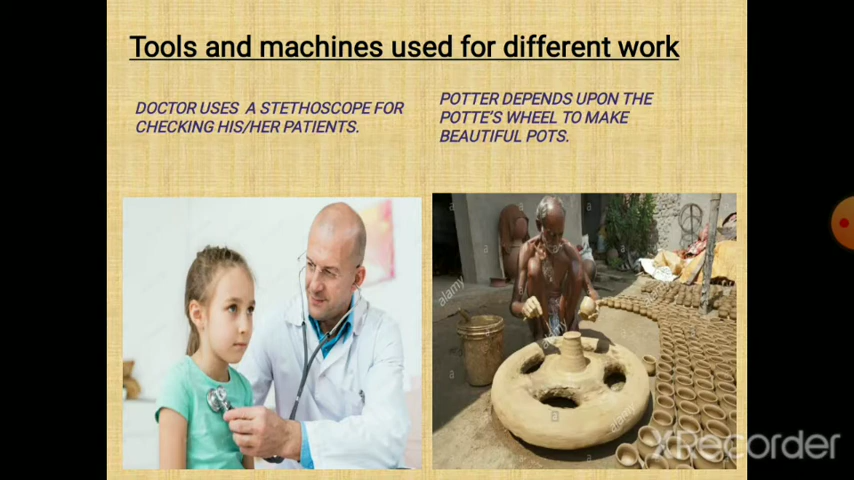 Tools and machines used for different work
DOCTOR USES A STETHOSCOPE FOR
CHECKING HIS/HER PATIENTS.
POTTER DEPENDS UPON THE
POTTE'S WHEEL TO MAKE
BEAUTIFUL POTS.
alamy
a
a
a
a
a
a
alamy
XRecorder